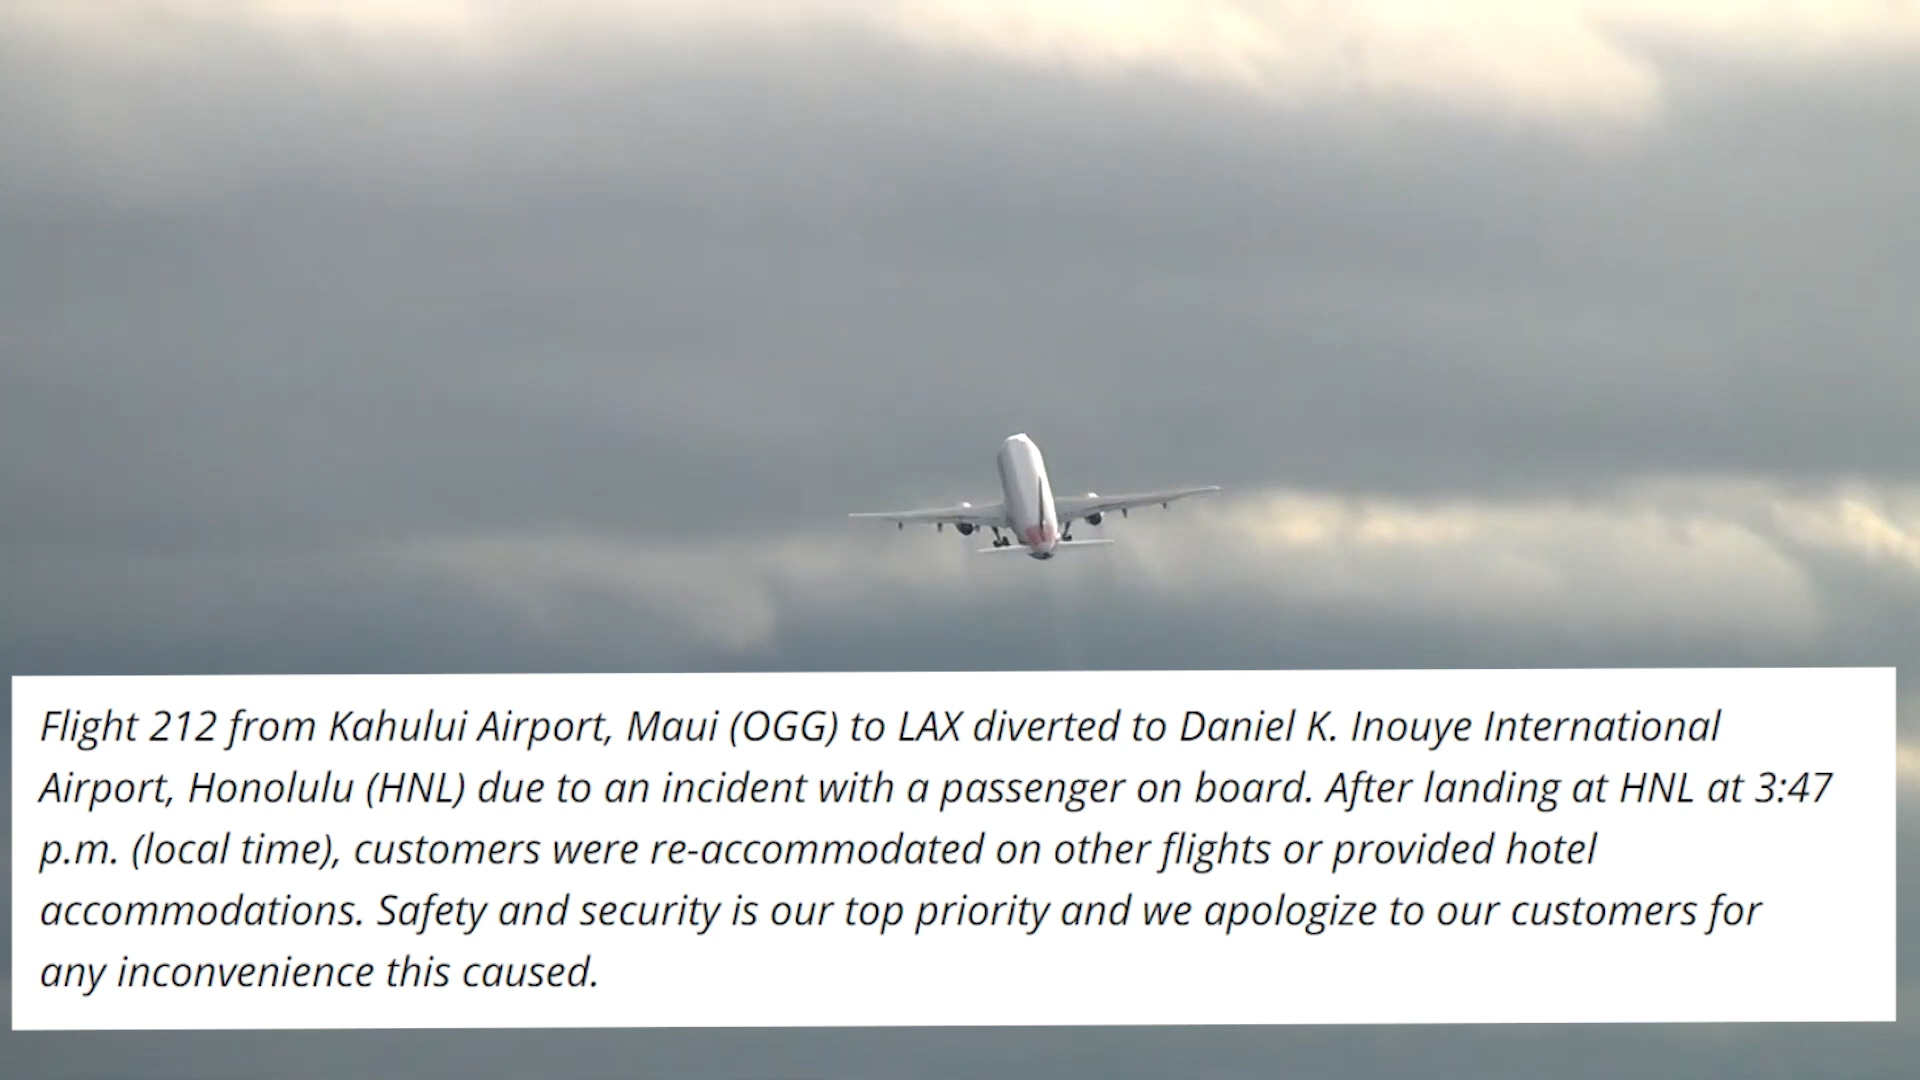 Flight 212 from Kahului Airport, Maui (OGG) to LAX diverted to Daniel K. Inouye International
Airport, Honolulu (HNL) due to an incident with a passenger on board. After landing at HNL at 3:47
p.m. (local time), customers were re-accommodated on other flights or provided hotel
accommodations. Safety and security is our top priority and we apologize to our customers for
any inconvenience this caused.